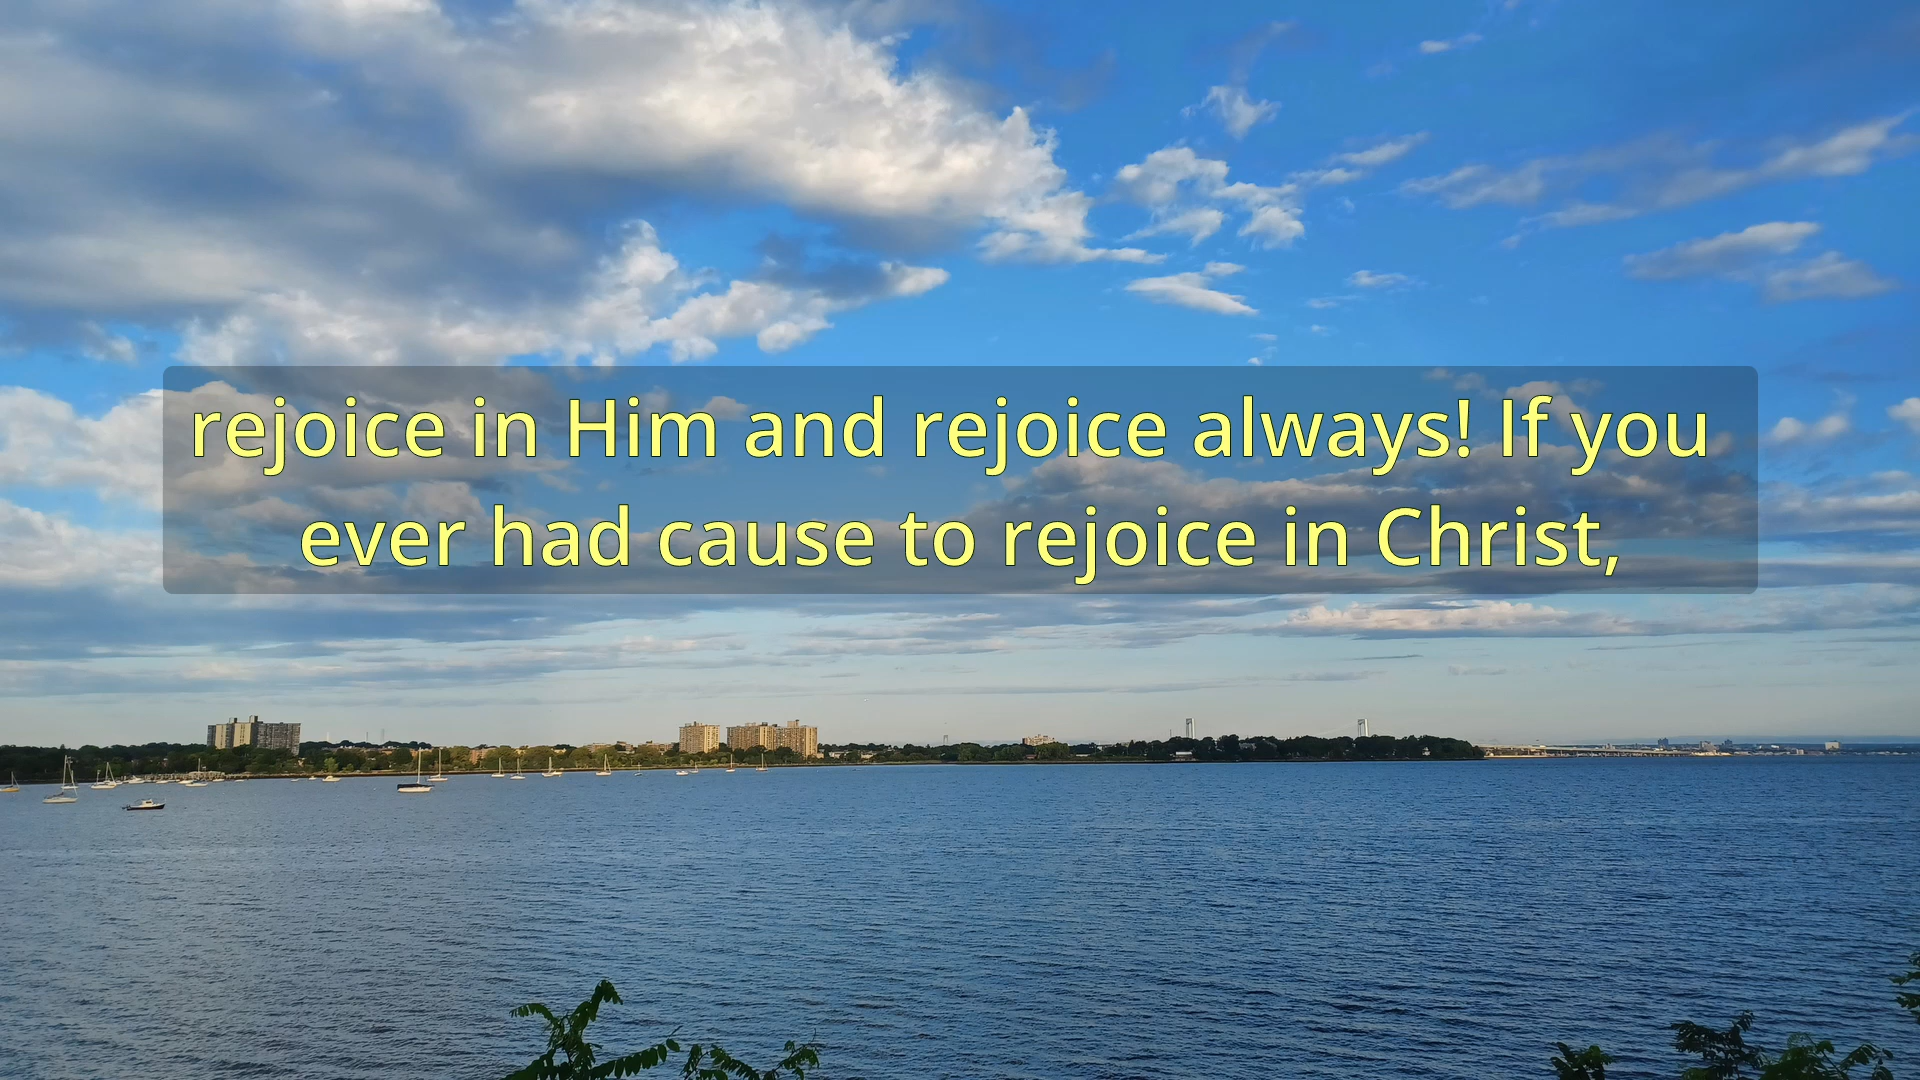 rejoice in Him and rejoice always! If you
ever had cause to rejoice in Christ,